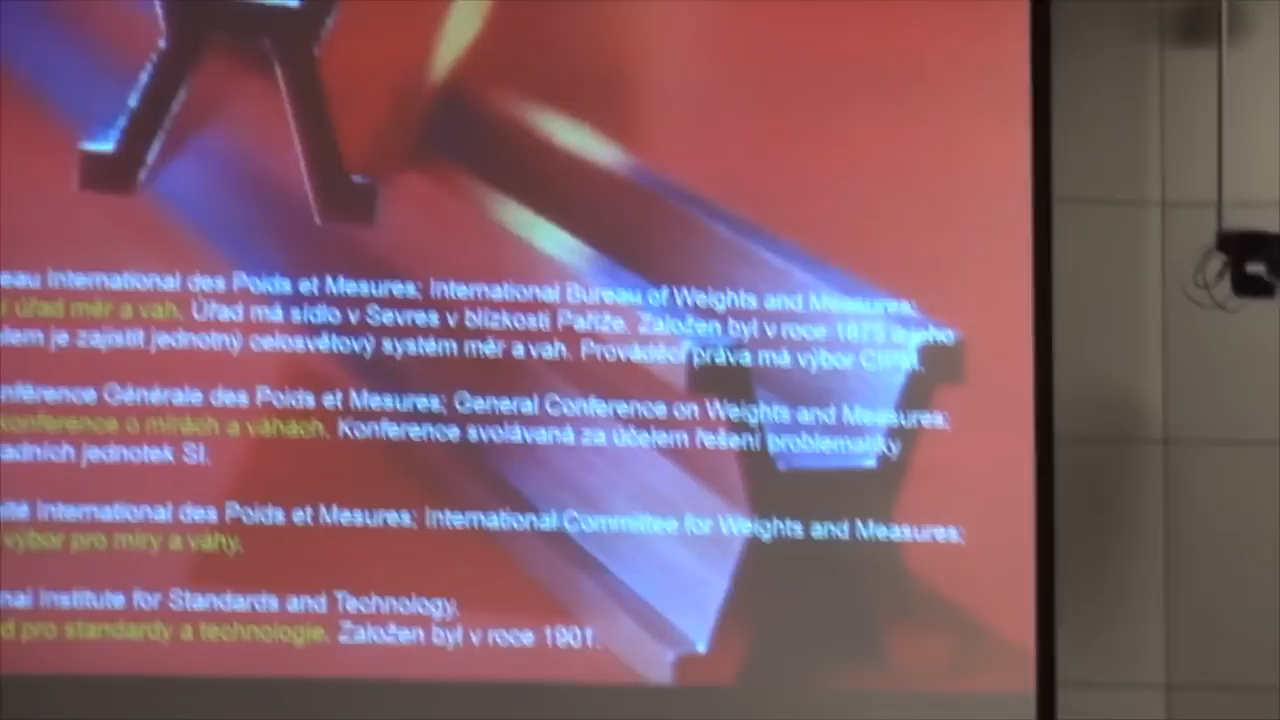 eau International des Poids et Mesures; International Bureau of Weights and Measures;
úřad měr a vah. Úřad má sídlo v Sevres v blízkosti Paříže. Založen byl v roce 1875 a jeho
dem je zajistit jednotný celosvětový systém měr a vah. Prováděcí práva má výbor CIPM.
nférence Générale des Poids et Mesures; General Conference on Weights and Measures;
konference o mírách a váhách. Konference svolávaná za účelem řešení problematiky
adních jednotek SI.
ité International des Poids et Mesures; International Committee for Weights and Measures;
výbor pro míry a váhy.
nal Institute for Standards and Technology.
d pro standardy a technologie. Založen byl v roce 1901.